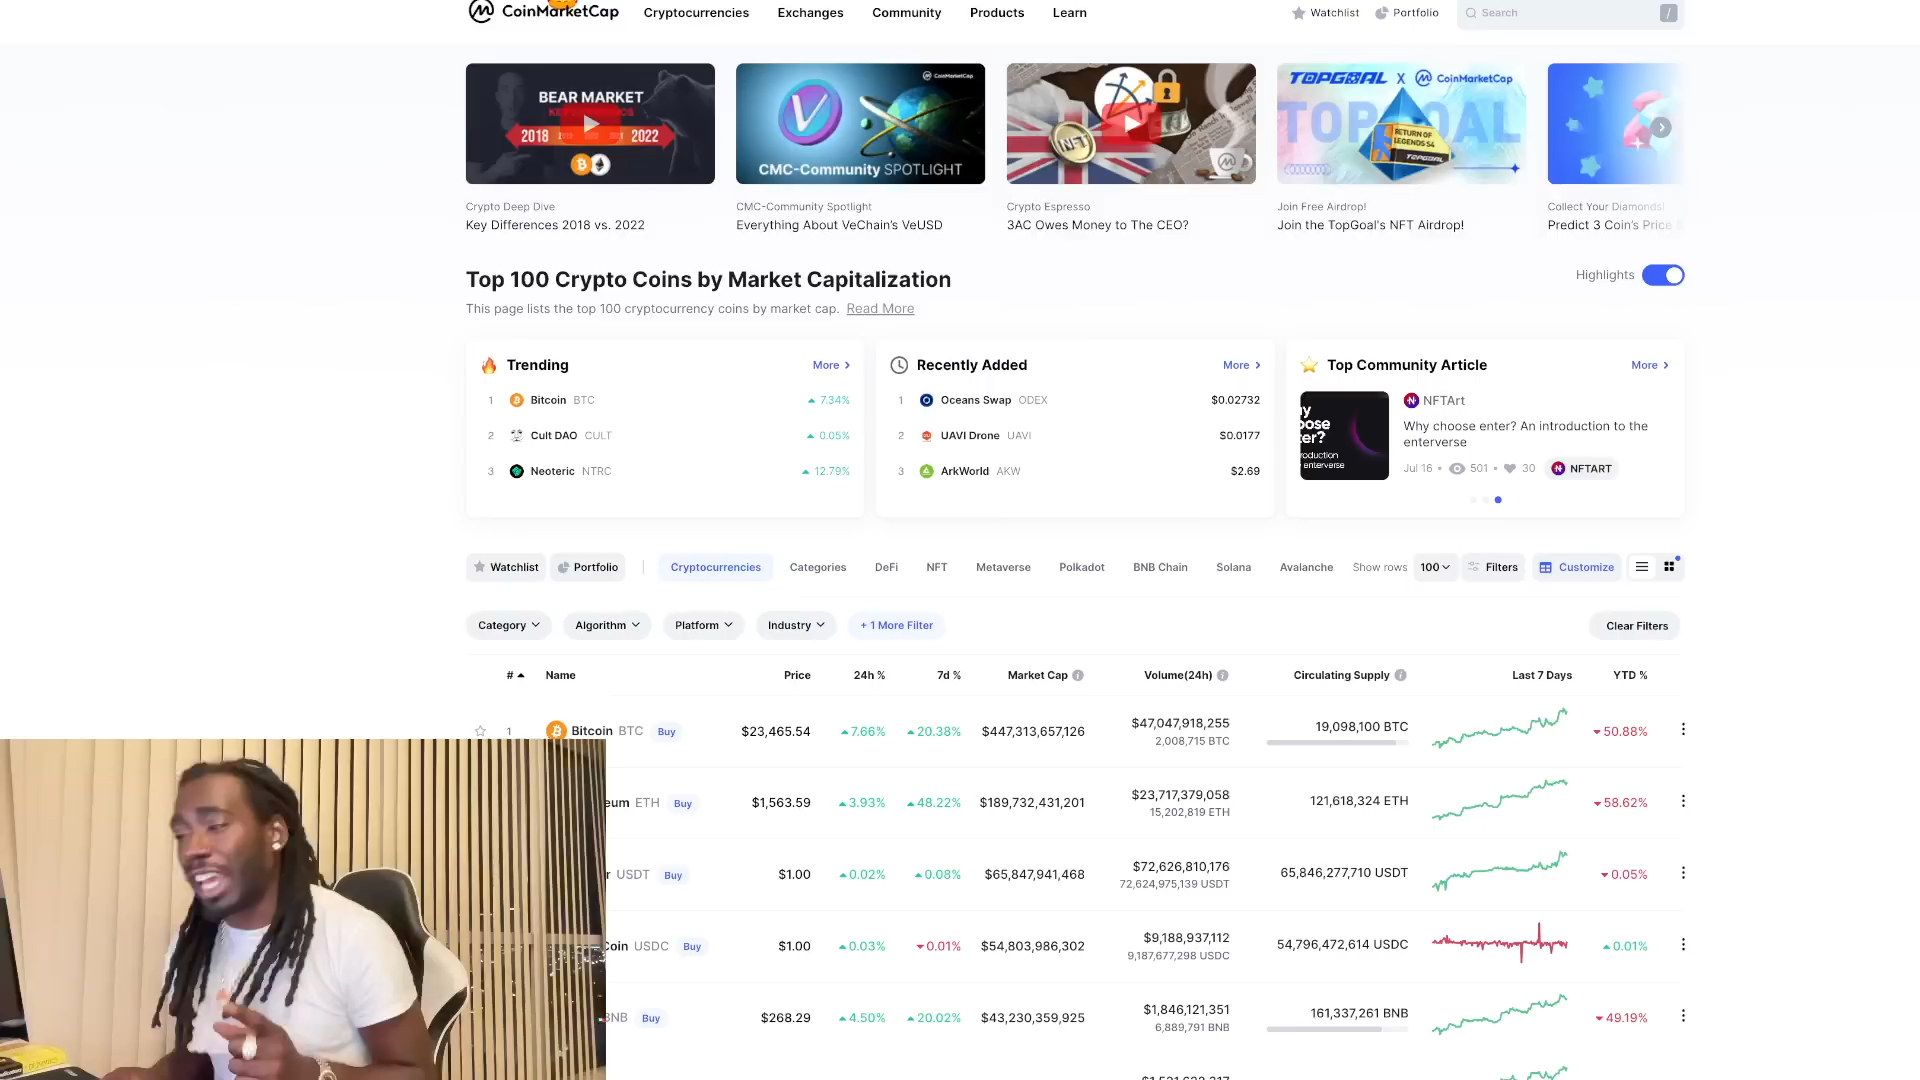 CoinMarketCap Cryptocurrencies Exchanges Community Products Learn Watchlist Portfolio Search /
BEAR MARKET
2018 2022
CoinMarketCap
CMC-Community SPOTLIGHT
NFT
TOPGOAL X CoinMarketCap
TOPGOAL
RETURN OF
LEGENDS S4
TOPGOAL
Crypto Deep Dive
Key Differences 2018 vs. 2022
CMC-Community Spotlight
Everything About VeChain's VeUSD
Crypto Espresso
3AC Owes Money to The CEO?
Join Free Airdrop!
Join the TopGoal's NFT Airdrop!
Collect Your Diamonds!
Predict 3 Coin's Price
Top 100 Crypto Coins by Market Capitalization
Highlights
This page lists the top 100 cryptocurrency coins by market cap. Read More
Trending More >
1 Bitcoin BTC 7.34%
2 Cult DAO CULT 0.05%
3 Neoteric NTRC 12.79%
Recently Added More >
1 Oceans Swap ODEX $0.02732
2 UAVI Drone UAVI $0.0177
3 ArkWorld AKW $2.69
Top Community Article More >
NFTArt
Why choose enter? An introduction to the
enterverse
Jul 16 • 501 • 30 NFTART
Watchlist Portfolio Cryptocurrencies Categories DeFi NFT Metaverse Polkadot BNB Chain Solana Avalanche Show rows 100 Filters Customize
Category Algorithm Platform Industry + 1 More Filter Clear Filters
# Name Price 24h % 7d % Market Cap Volume(24h) Circulating Supply Last 7 Days YTD %
1 Bitcoin BTC Buy $23,465.54 7.66% 20.38% $447,313,657,126 $47,047,918,255 19,098,100 BTC 50.88%
2,008,715 BTC
eum ETH Buy $1,563.59 3.93% 48.22% $189,732,431,201 $23,717,379,058 121,618,324 ETH 58.62%
15,202,819 ETH
r USDT Buy $1.00 0.02% 0.08% $65,847,941,468 $72,626,810,176 65,846,277,710 USDT 0.05%
72,624,975,139 USDT
Coin USDC Buy $1.00 0.03% 0.01% $54,803,986,302 $9,188,937,112 54,796,472,614 USDC 0.01%
9,187,677,298 USDC
BNB Buy $268.29 4.50% 20.02% $43,230,359,925 $1,846,121,351 161,337,261 BNB 49.19%
6,889,791 BNB